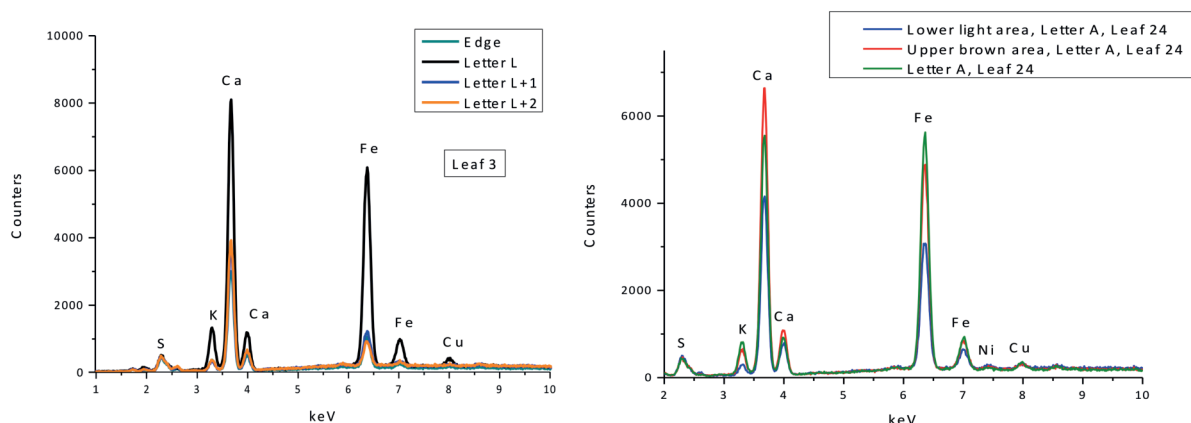 10000
8000
6000
4000
2000
0
Counters
1 2 3 4 5 6 7 8 9 10
keV
Edge
Letter L
Letter L+1
Letter L+2
Leaf 3
S
K
Ca
Ca
Fe
Fe
Cu
6000
4000
2000
0
Counters
2 3 4 5 6 7 8 9 10
keV
Lower light area, Letter A, Leaf 24
Upper brown area, Letter A, Leaf 24
Letter A, Leaf 24
S
K
Ca
Ca
Fe
Fe
Ni
Cu